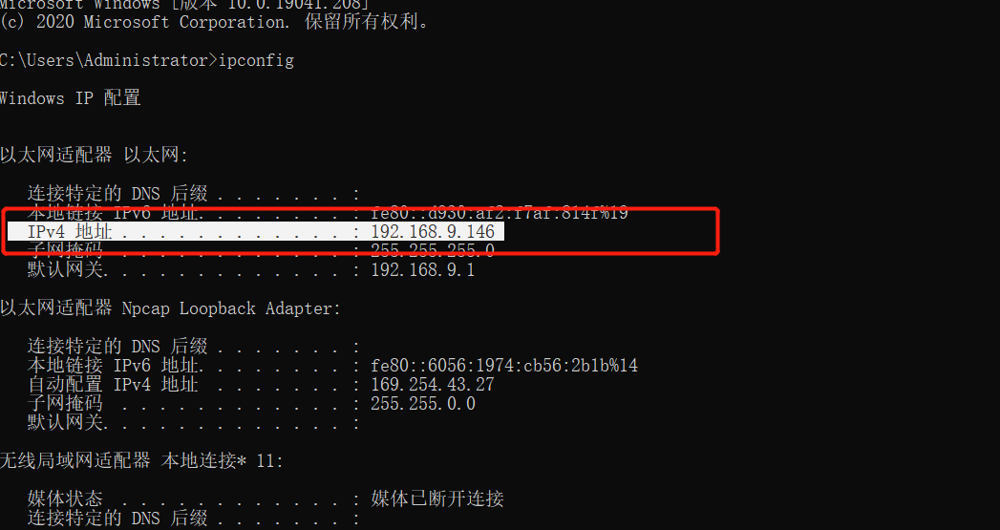 Microsoft Windows [版本 10.0.19041.208]
(c) 2020 Microsoft Corporation. 保留所有权利。
C:\Users\Administrator>ipconfig
Windows IP 配置
以太网适配器 以太网:
连接特定的 DNS 后缀 . . . . . . . :
本地链接 IPv6 地址. . . . . . . . : fe80::d930:af2:f7af:814f%19
IPv4 地址 . . . . . . . . . . . . : 192.168.9.146
子网掩码 . . . . . . . . . . . . : 255.255.255.0
默认网关. . . . . . . . . . . . . : 192.168.9.1
以太网适配器 Npcap Loopback Adapter:
连接特定的 DNS 后缀 . . . . . . . :
本地链接 IPv6 地址. . . . . . . . : fe80::6056:1974:cb56:2b1b%14
自动配置 IPv4 地址 . . . . . . . : 169.254.43.27
子网掩码 . . . . . . . . . . . . : 255.255.0.0
默认网关. . . . . . . . . . . . . :
无线局域网适配器 本地连接* 11:
媒体状态 . . . . . . . . . . . . : 媒体已断开连接
连接特定的 DNS 后缀 . . . . . . . :